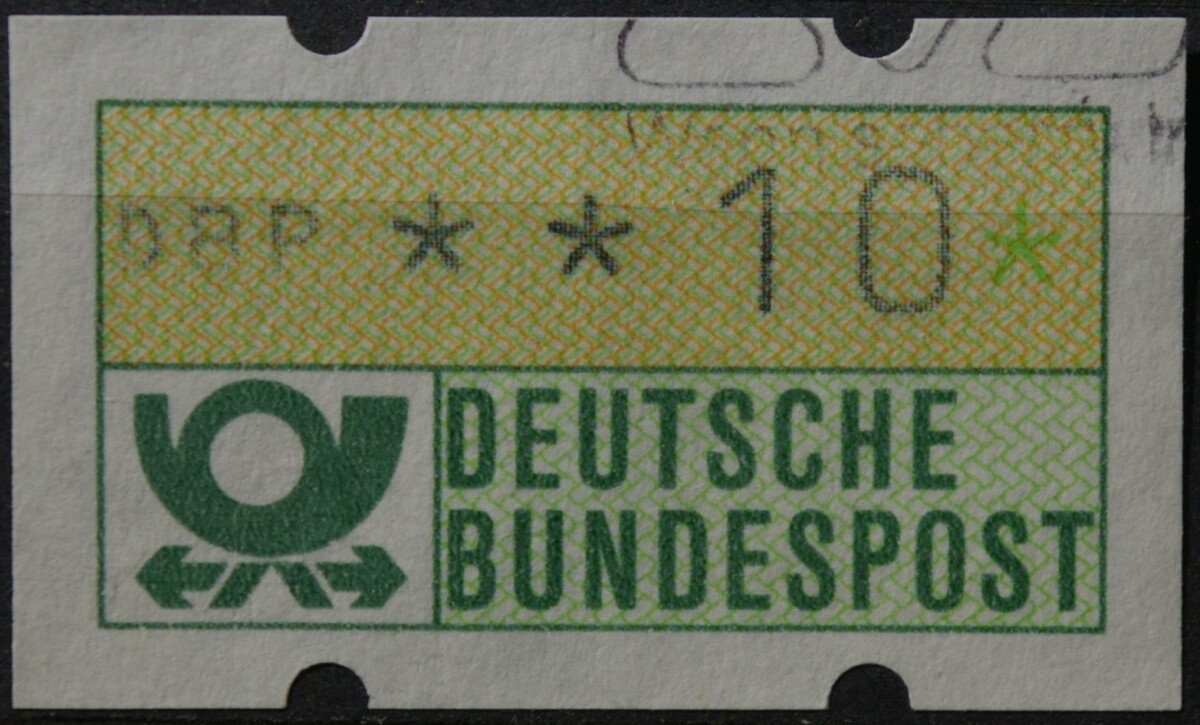 DBP **10*
DEUTSCHE
BUNDESPOST